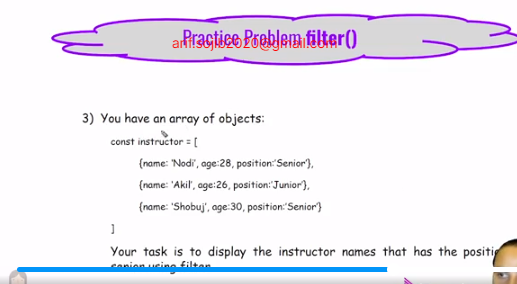 Practice Problem filter()
arif.sojib2020@gmail.com
3) You have an array of objects:
const instructor = [
{name: 'Nodi', age:28, position:'Senior'},
{name: 'Akil', age:26, position:'Junior'},
{name: 'Shobuj', age:30, position:'Senior'}
]
Your task is to display the instructor names that has the positi
senior using filter